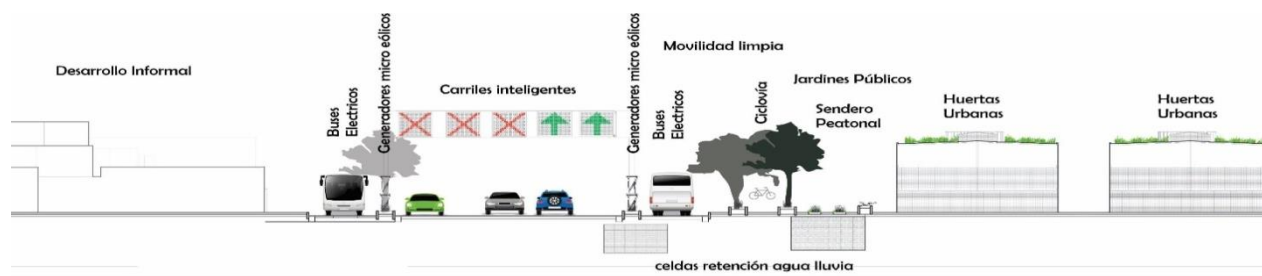 Desarrollo Informal
Buses
Electricos
Generadores micro eólicos
Carriles inteligentes
Generadores micro eólicos
Movilidad limpia
Buses
Electricos
Ciclovía
Jardines Públicos
Sendero
Peatonal
Huertas
Urbanas
Huertas
Urbanas
celdas retención agua lluvia